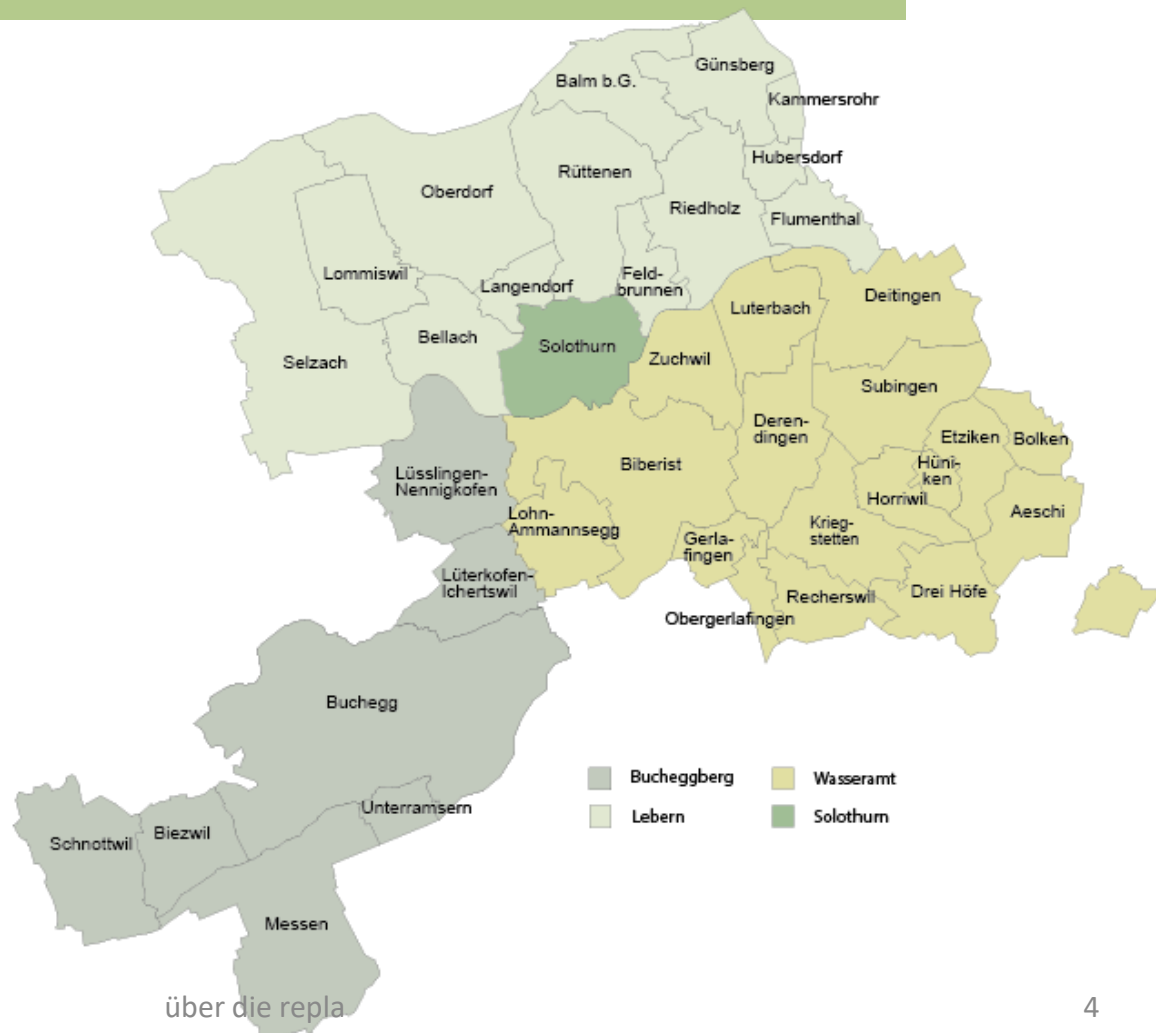 Günsberg
Balm b.G.
Kammersrohr
Hubersdorf
Rüttenen
Oberdorf
Riedholz
Flumenthal
Lommiswil
Langendorf
Feld-
brunnen
Deitingen
Luterbach
Bellach
Solothurn
Zuchwil
Selzach
Subingen
Deren-
dingen
Etziken
Bolken
Biberist
Hüni-
ken
Lüsslingen-
Nennigkofen
Horriwil
Aeschi
Lohn-
Ammannsegg
Krieg-
stetten
Gerla-
fingen
Lüterkofen-
Ichertswil
Recherswil
Drei Höfe
Obergerlafingen
Buchegg
Bucheggberg
Wasseramt
Lebern
Solothurn
Unterramsern
Schnottwil
Biezwil
Messen
über die repla
4